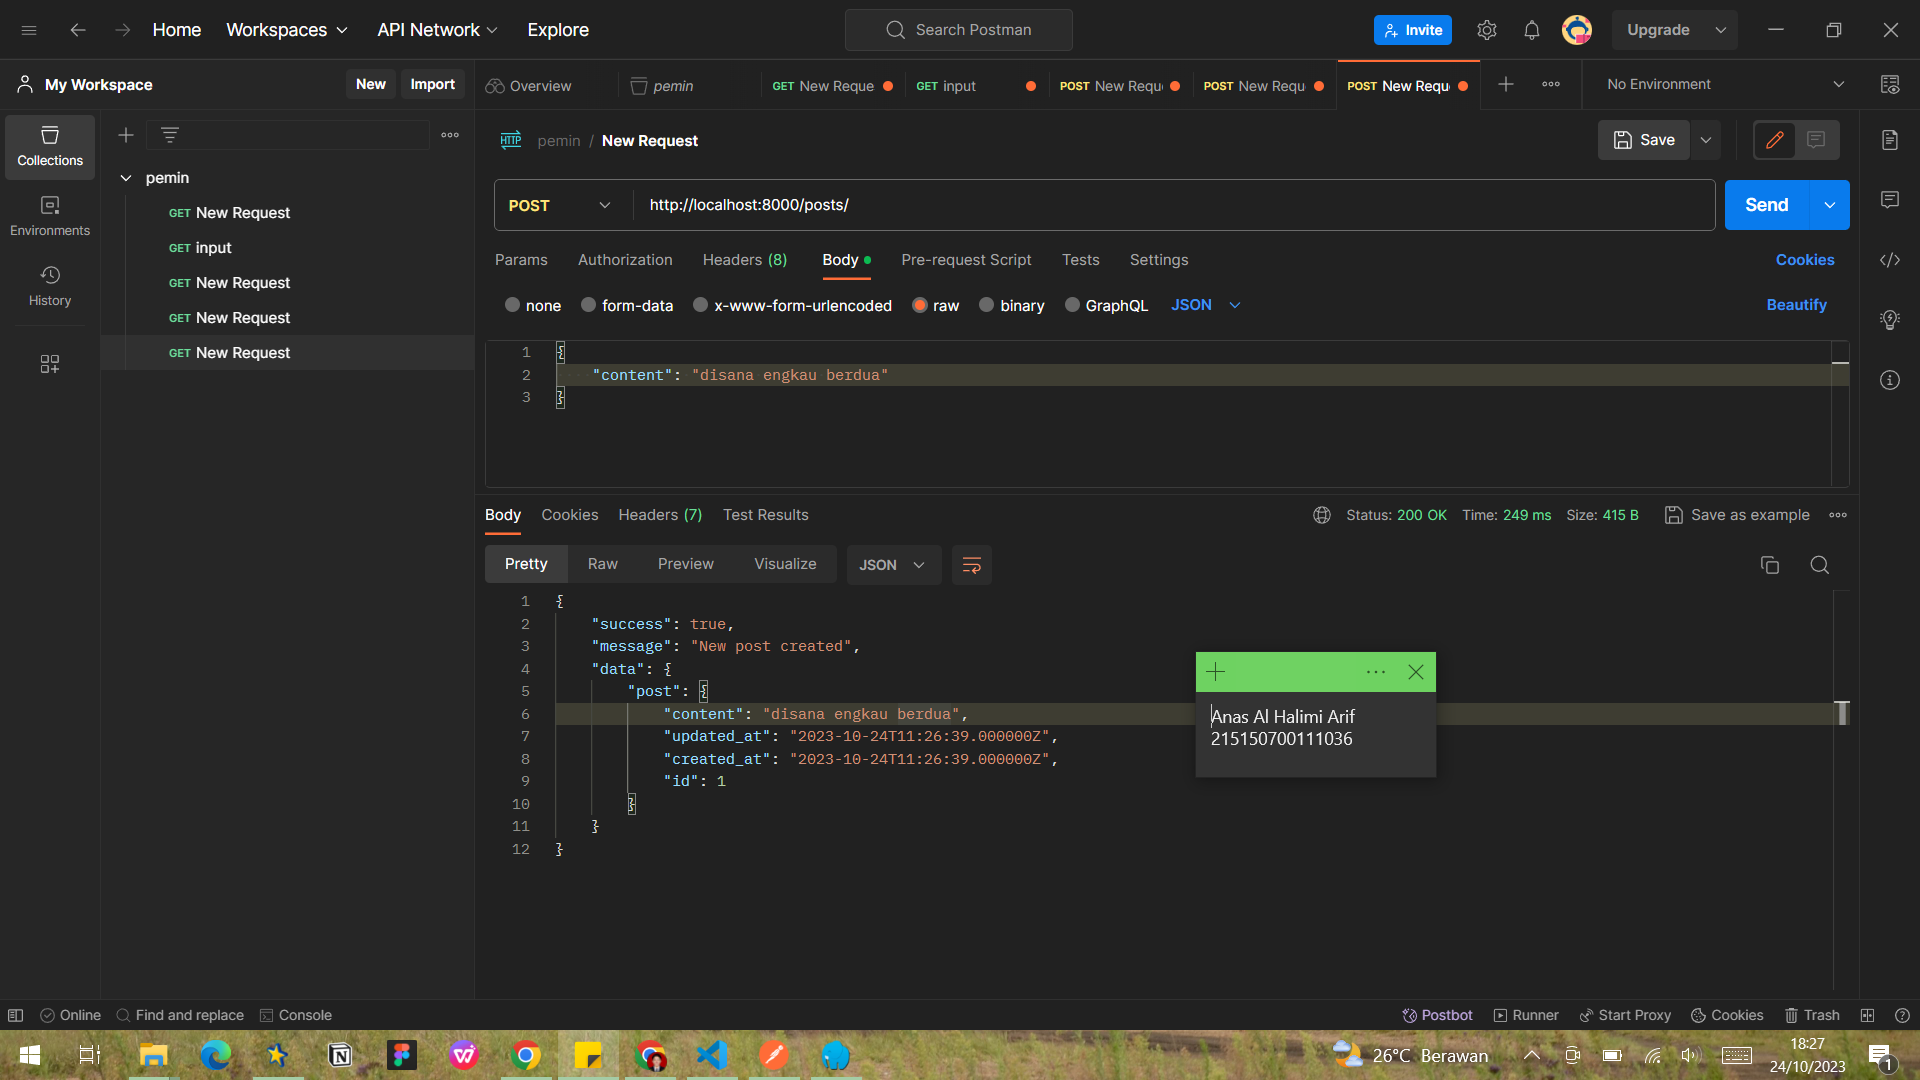 Home
Workspaces
API Network
Explore
Search Postman
Invite
Upgrade
My Workspace
New
Import
Overview
pemin
GET New Reque
GET input
POST New Requ
POST New Requ
POST New Requ
No Environment
Collections
Environments
History
pemin
GET New Request
GET input
GET New Request
GET New Request
GET New Request
HTTP
pemin / New Request
Save
POST
http://localhost:8000/posts/
Send
Params
Authorization
Headers (8)
Body
Pre-request Script
Tests
Settings
Cookies
none
form-data
x-www-form-urlencoded
raw
binary
GraphQL
JSON
Beautify
1 {
2 "content": "disana engkau berdua"
3 }
Body
Cookies
Headers (7)
Test Results
Status: 200 OK
Time: 249 ms
Size: 415 B
Save as example
Pretty
Raw
Preview
Visualize
JSON
1 {
2 "success": true,
3 "message": "New post created",
4 "data": {
5 "post": {
6 "content": "disana engkau berdua",
7 "updated_at": "2023-10-24T11:26:39.000000Z",
8 "created_at": "2023-10-24T11:26:39.000000Z",
9 "id": 1
10 }
11 }
12 }
Anas Al Halimi Arif
215150700111036
Online
Find and replace
Console
Postbot
Runner
Start Proxy
Cookies
Trash
26°C Berawan
18:27
24/10/2023
1